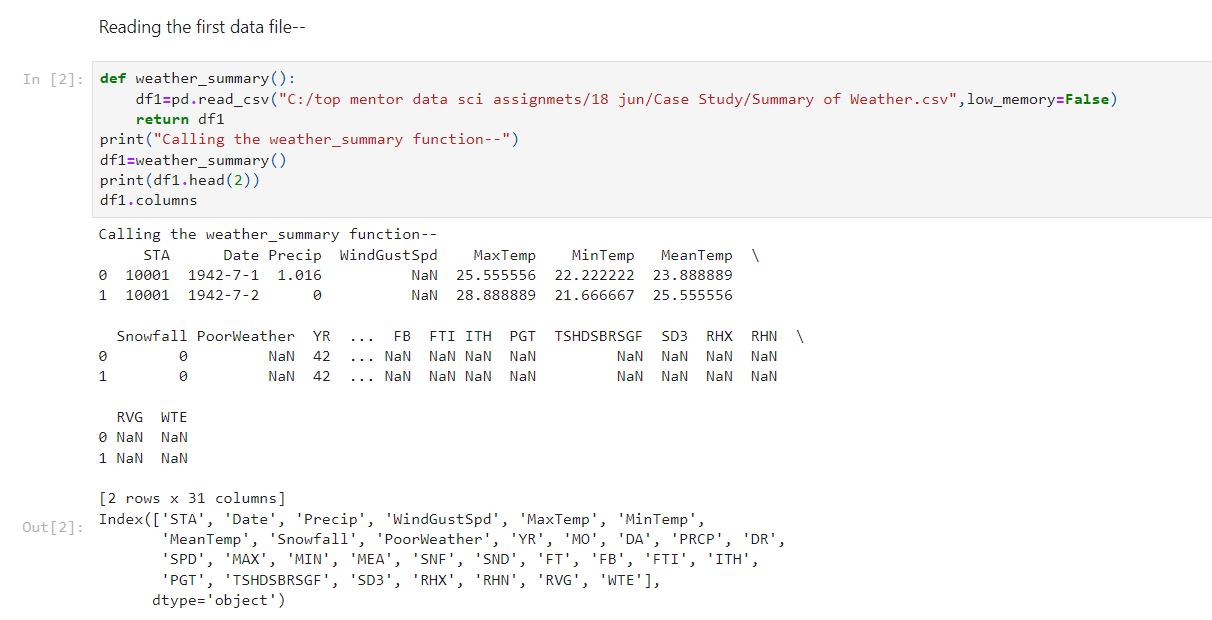 Reading the first data file--
In [2]:
def weather_summary():
    df1=pd.read_csv("C:/top mentor data sci assignmets/18 jun/Case Study/Summary of Weather.csv",low_memory=False)
    return df1
print("Calling the weather_summary function--")
df1=weather_summary()
print(df1.head(2))
df1.columns
Calling the weather_summary function--
     STA      Date Precip  WindGustSpd    MaxTemp    MinTemp   MeanTemp  \
0  10001  1942-7-1  1.016          NaN  25.555556  22.222222  23.888889
1  10001  1942-7-2      0          NaN  28.888889  21.666667  25.555556
  Snowfall PoorWeather  YR  ...  FB  FTI ITH  PGT  TSHDSBRSGF  SD3  RHX  RHN  \
0        0         NaN  42  ... NaN  NaN NaN  NaN         NaN  NaN  NaN  NaN
1        0         NaN  42  ... NaN  NaN NaN  NaN         NaN  NaN  NaN  NaN
  RVG  WTE
0 NaN  NaN
1 NaN  NaN
[2 rows x 31 columns]
Out[2]:
Index(['STA', 'Date', 'Precip', 'WindGustSpd', 'MaxTemp', 'MinTemp',
       'MeanTemp', 'Snowfall', 'PoorWeather', 'YR', 'MO', 'DA', 'PRCP', 'DR',
       'SPD', 'MAX', 'MIN', 'MEA', 'SNF', 'SND', 'FT', 'FB', 'FTI', 'ITH',
       'PGT', 'TSHDSBRSGF', 'SD3', 'RHX', 'RHN', 'RVG', 'WTE'],
      dtype='object')